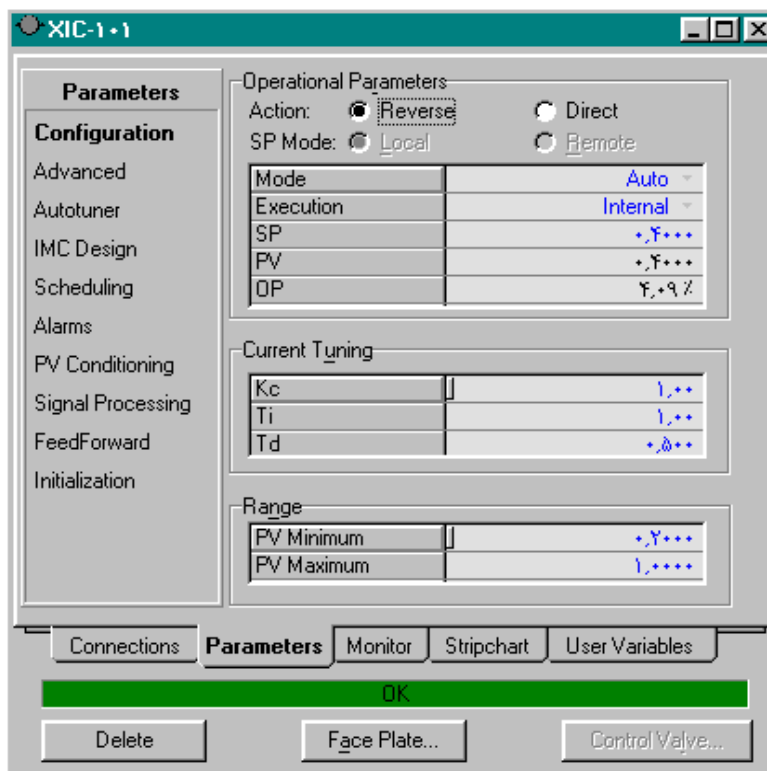 XIC-۱۰۱
Parameters
Configuration
Advanced
Autotuner
IMC Design
Scheduling
Alarms
PV Conditioning
Signal Processing
FeedForward
Initialization
Operational Parameters
Action: Reverse Direct
SP Mode: Local Remote
Mode Auto
Execution Internal
SP ۰٫۴۰۰۰
PV ۰٫۴۰۰۰
OP ۴٫۰۹٪
Current Tuning
Kc ۱٫۰۰
Ti ۱٫۰۰
Td ۰٫۵۰۰
Range
PV Minimum ۰٫۲۰۰۰
PV Maximum ۱٫۰۰۰۰
Connections Parameters Monitor Stripchart User Variables
OK
Delete Face Plate... Control Valve...